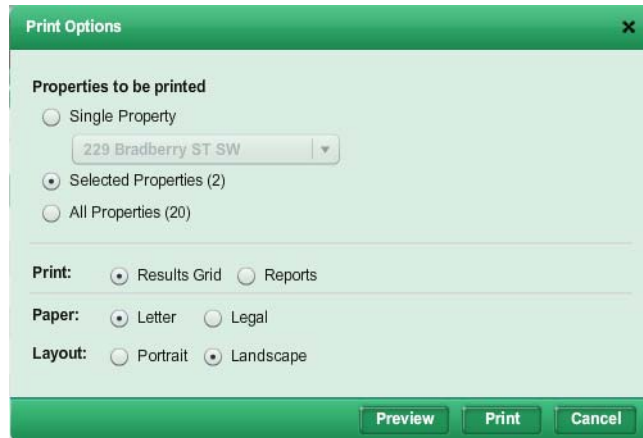 Print Options
Properties to be printed
Single Property
229 Bradberry ST SW
Selected Properties (2)
All Properties (20)
Print: Results Grid Reports
Paper: Letter Legal
Layout: Portrait Landscape
Preview Print Cancel